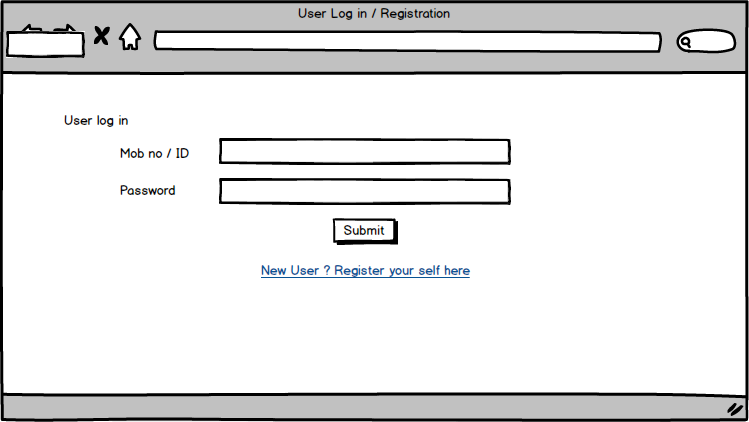 User Log in / Registration
User log in
Mob no / ID
Password
Submit
New User ? Register your self here